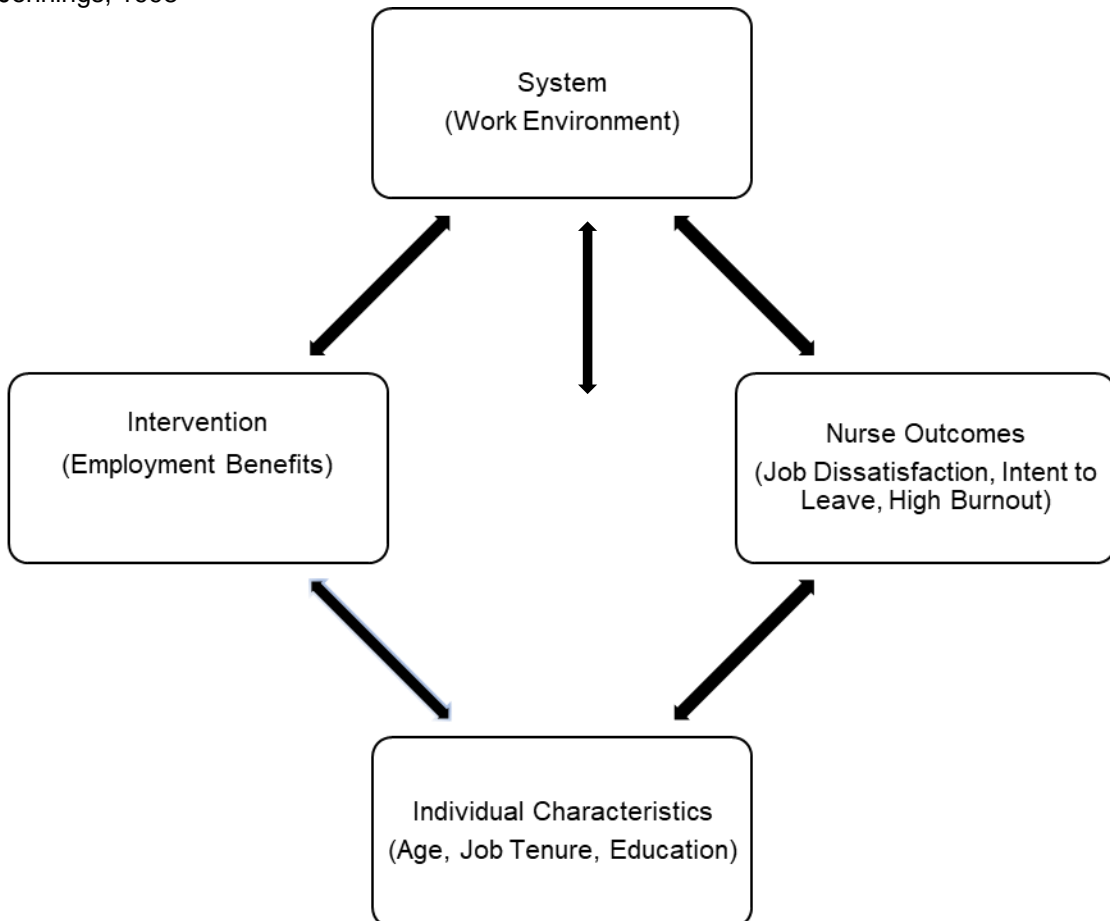 System
(Work Environment)
Intervention
(Employment Benefits)
Nurse Outcomes
(Job Dissatisfaction, Intent to
Leave, High Burnout)
Individual Characteristics
(Age, Job Tenure, Education)